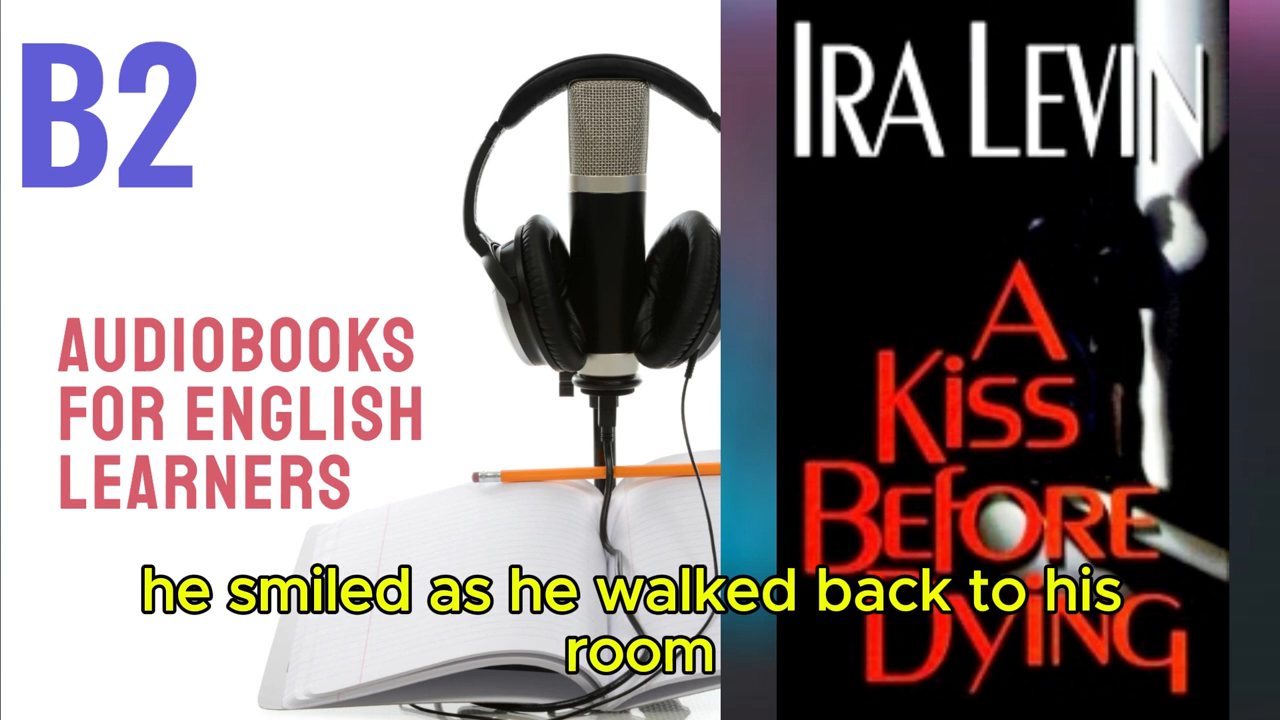 B2
AUDIOBOOKS
FOR ENGLISH
LEARNERS
IRA LEVIN
A
KISS
BEFORE
DYING
he smiled as he walked back to his
room